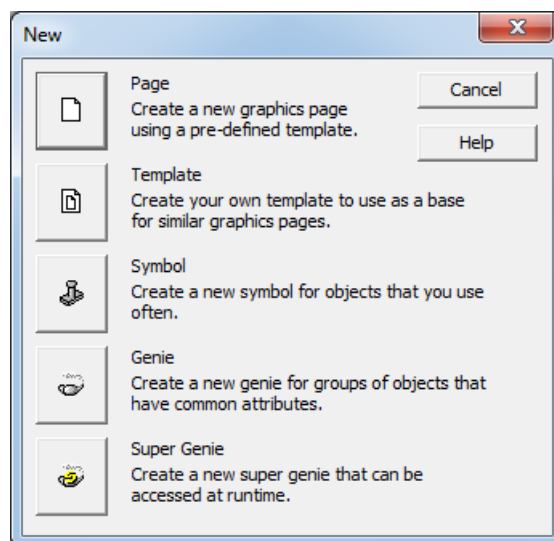 New
Page
Create a new graphics page
using a pre-defined template.
Cancel
Help
Template
Create your own template to use as a base
for similar graphics pages.
Symbol
Create a new symbol for objects that you use
often.
Genie
Create a new genie for groups of objects that
have common attributes.
Super Genie
Create a new super genie that can be
accessed at runtime.